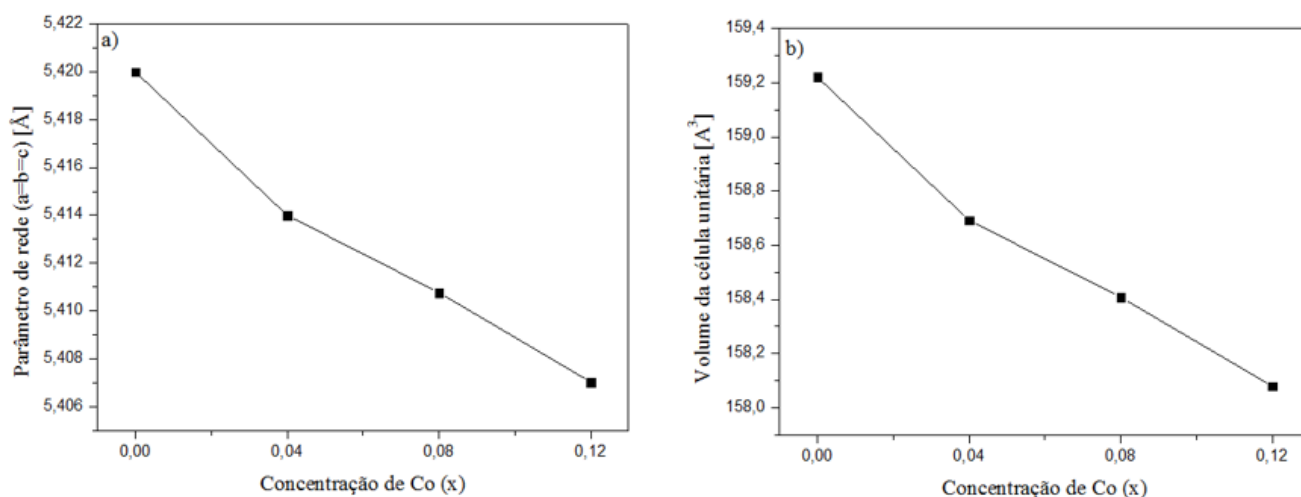 a)
Parâmetro de rede (a=b=c) [Å]
5,422
5,420
5,418
5,416
5,414
5,412
5,410
5,408
5,406
0,00 0,04 0,08 0,12
Concentração de Co (x)
b)
Volume da célula unitária [A³]
159,4
159,2
159,0
158,8
158,6
158,4
158,2
158,0
0,00 0,04 0,08 0,12
Concentração de Co (x)